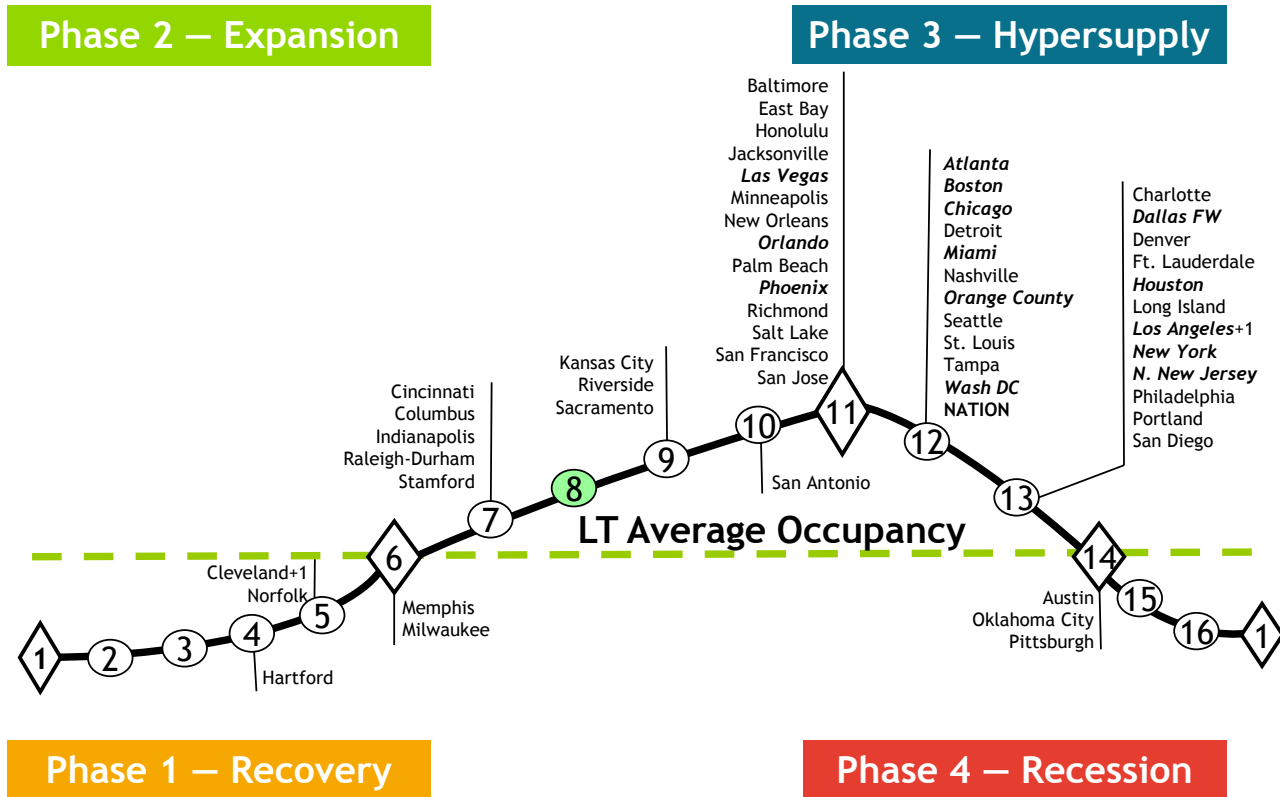 Phase 2 — Expansion
Phase 3 — Hypersupply
Baltimore
East Bay
Honolulu
Jacksonville
Las Vegas
Minneapolis
New Orleans
Orlando
Palm Beach
Phoenix
Richmond
Salt Lake
San Francisco
San Jose
Atlanta
Boston
Chicago
Detroit
Miami
Nashville
Orange County
Seattle
St. Louis
Tampa
Wash DC
NATION
Charlotte
Dallas FW
Denver
Ft. Lauderdale
Houston
Long Island
Los Angeles+1
New York
N. New Jersey
Philadelphia
Portland
San Diego
Kansas City
Riverside
Sacramento
Cincinnati
Columbus
Indianapolis
Raleigh-Durham
Stamford
San Antonio
LT Average Occupancy
Cleveland+1
Norfolk
Memphis
Milwaukee
Hartford
Austin
Oklahoma City
Pittsburgh
1
2
3
4
5
6
7
8
9
10
11
12
13
14
15
16
1
Phase 1 — Recovery
Phase 4 — Recession